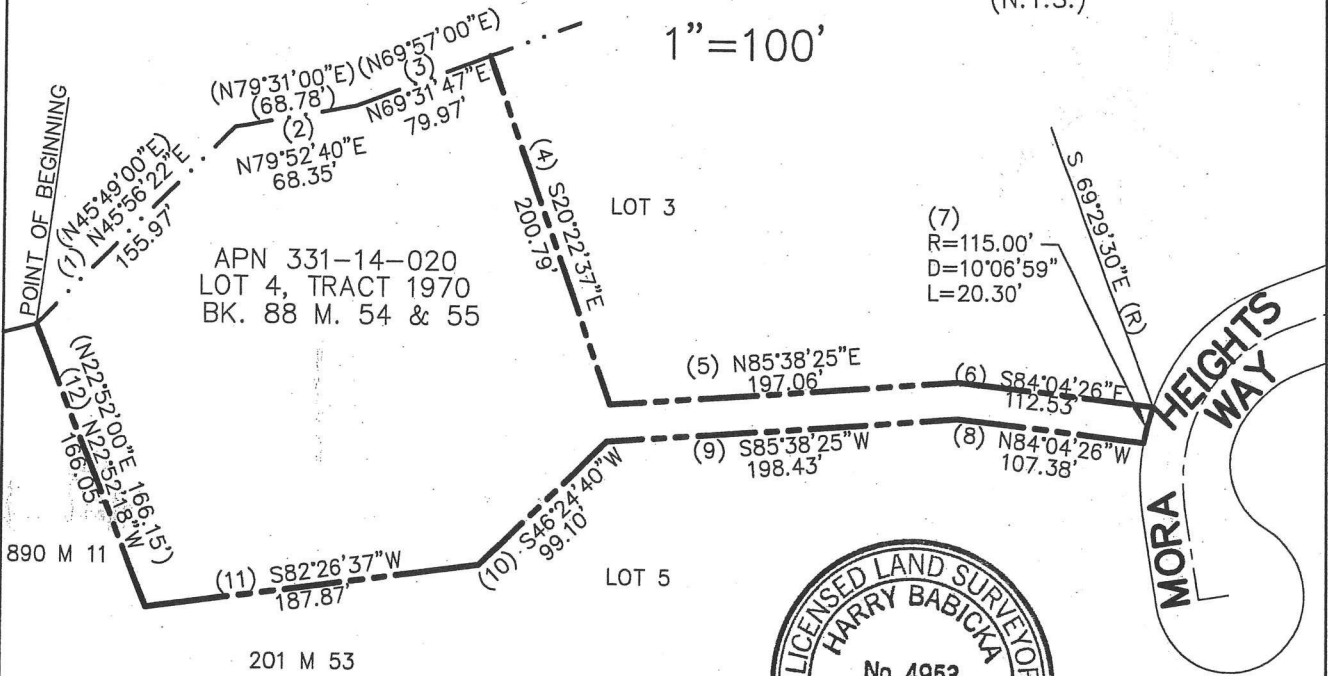 (N.T.S.)
1"=100'
POINT OF BEGINNING
(N45°49'00"E)
(1) N45°56'22"E
155.97'
(N79°31'00"E)
(68.78')
(2)
N79°52'40"E
68.35'
(N69°57'00"E)
(3)
N69°31'47"E
79.97'
(4) S20°22'37"E
200.79'
LOT 3
APN 331-14-020
LOT 4, TRACT 1970
BK. 88 M. 54 & 55
(7)
R=115.00'
D=10°06'59"
L=20.30'
S 69°29'30"E (R)
(5) N85°38'25"E
197.06'
(6) S84°04'26"E
112.53'
HEIGHTS
WAY
MORA
(8) N84°04'26"W
107.38'
(9) S85°38'25"W
198.43'
(10) S46°24'40"W
99.10'
(11) S82°26'37"W
187.87'
(N22°52'00"E 166.15')
(12) N22°52'18"W
166.05'
890 M 11
LOT 5
201 M 53
LICENSED LAND SURVEYOR
HARRY BABICKA
No. 4953